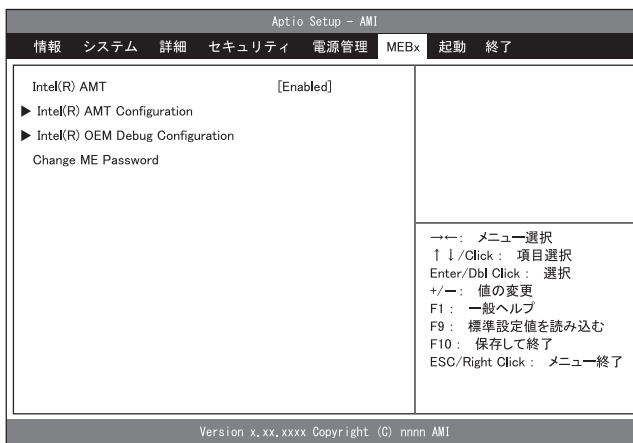 Aptio Setup – AMI
情報 システム 詳細 セキュリティ 電源管理 MEBx 起動 終了
Intel(R) AMT [Enabled]
▶ Intel(R) AMT Configuration
▶ Intel(R) OEM Debug Configuration
Change ME Password
→←： メニュー選択
↑↓/Click： 項目選択
Enter/Dbl Click： 選択
+/ー： 値の変更
F1： 一般ヘルプ
F9： 標準設定値を読み込む
F10： 保存して終了
ESC/Right Click： メニュー終了
Version x.xx.xxxx Copyright (C) nnnn AMI